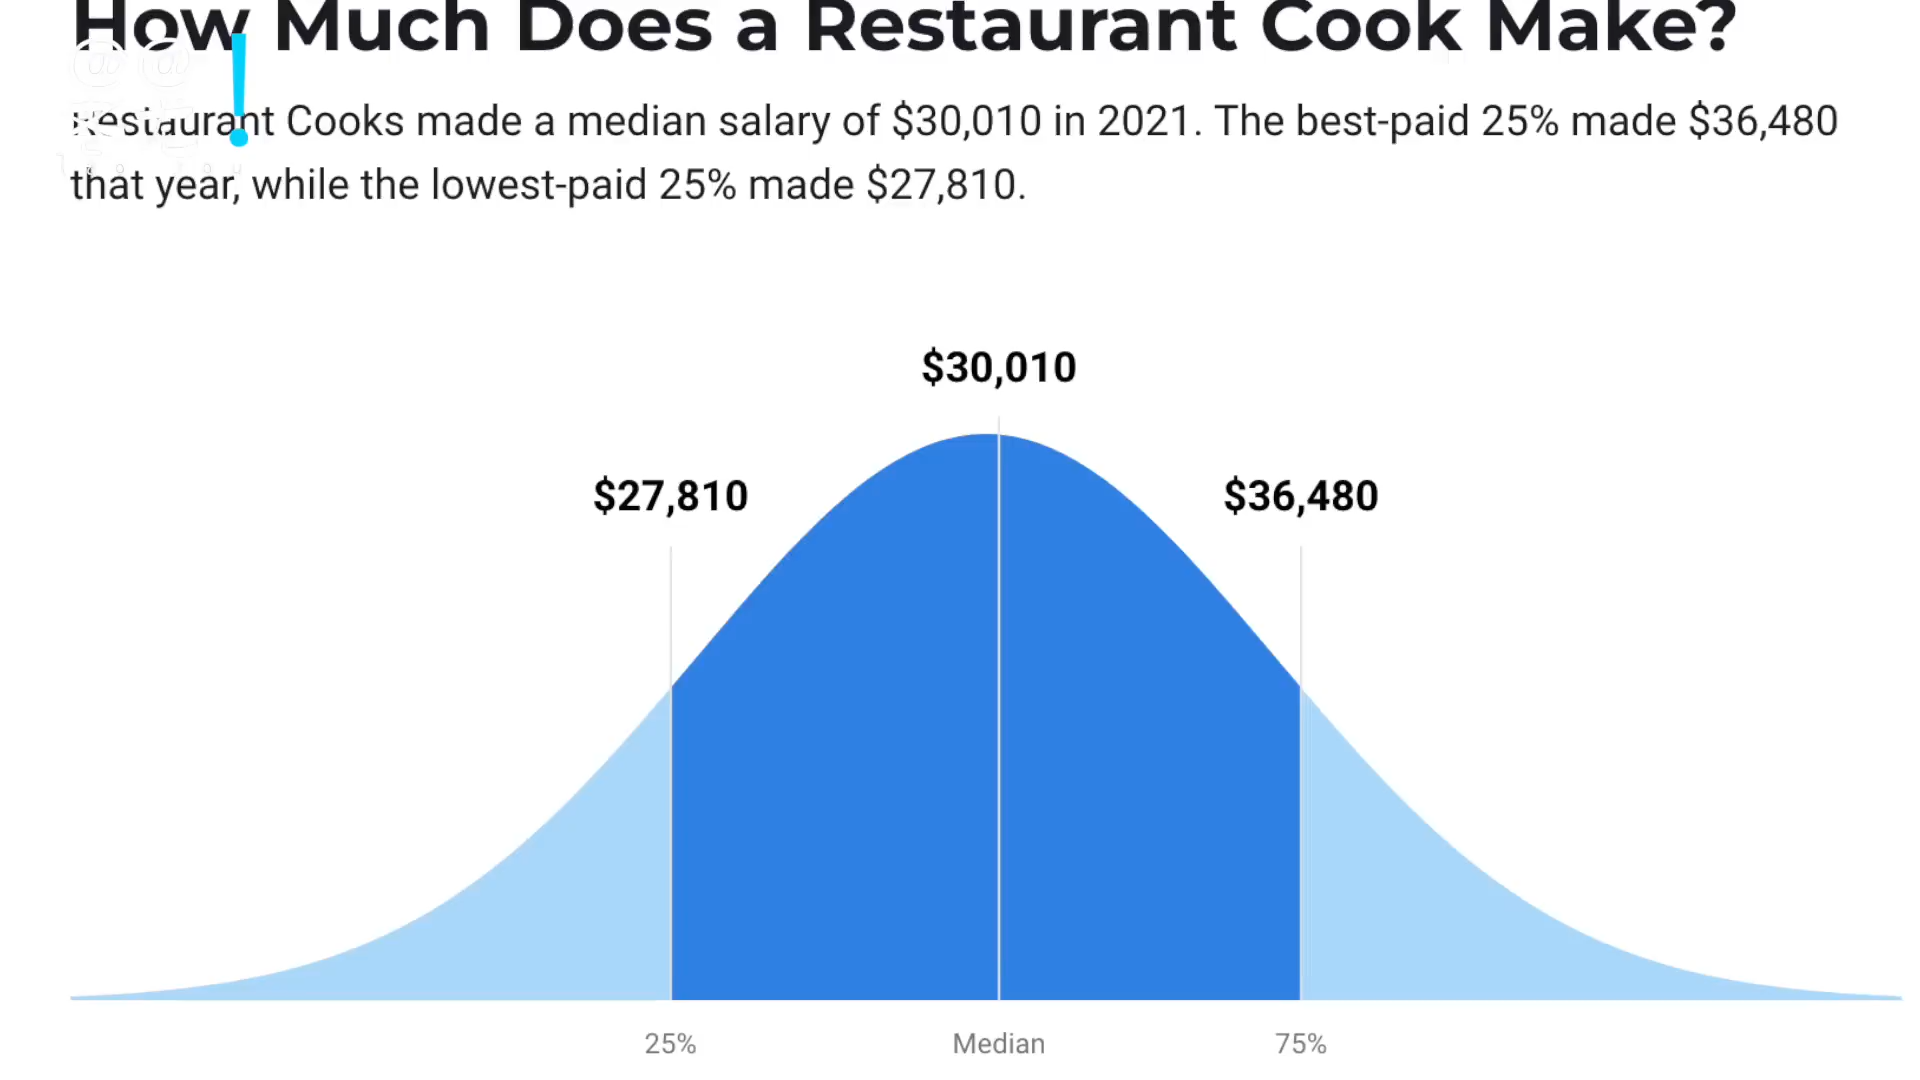 How Much Does a Restaurant Cook Make?
!
Restaurant Cooks made a median salary of $30,010 in 2021. The best-paid 25% made $36,480
that year, while the lowest-paid 25% made $27,810.
$30,010
$27,810
$36,480
25%
Median
75%